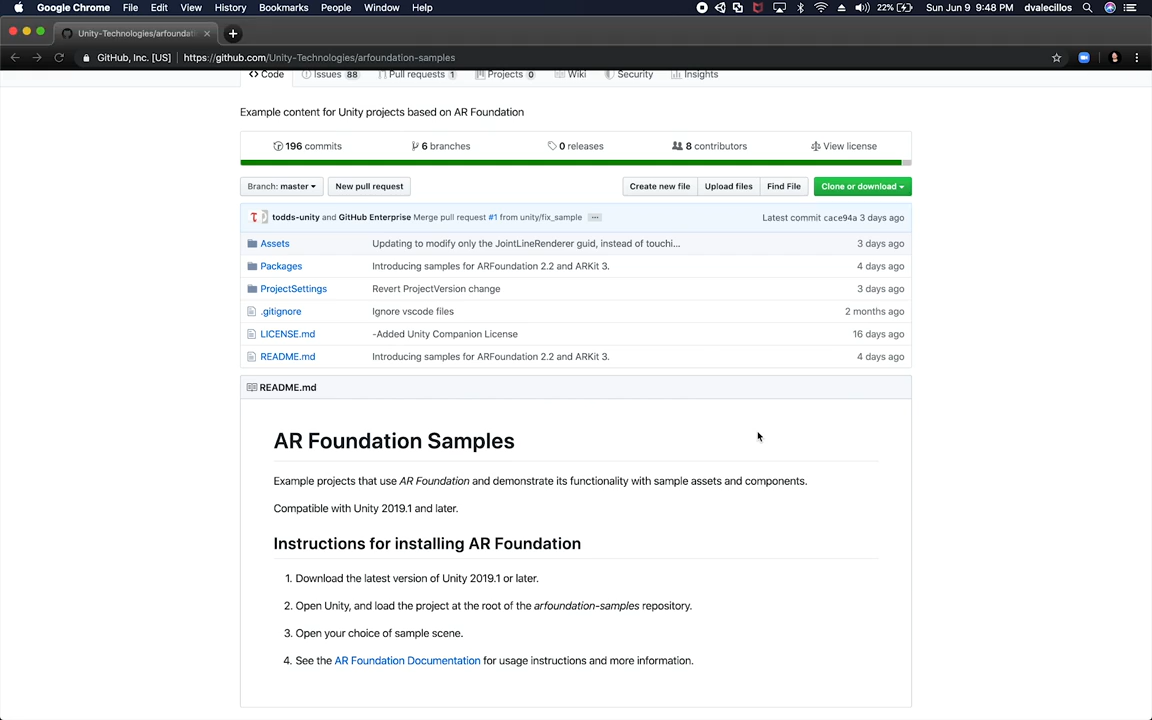 Google Chrome File Edit View History Bookmarks People Window Help 22% Sun Jun 9 9:48 PM dvalecillos
Unity-Technologies/arfoundati
GitHub, Inc. [US] https://github.com/Unity-Technologies/arfoundation-samples
Code Issues 88 Pull requests 1 Projects 0 Wiki Security Insights
Example content for Unity projects based on AR Foundation
196 commits 6 branches 0 releases 8 contributors View license
Branch: master New pull request Create new file Upload files Find File Clone or download
todds-unity and GitHub Enterprise Merge pull request #1 from unity/fix_sample ... Latest commit cace94a 3 days ago
Assets Updating to modify only the JointLineRenderer guid, instead of touchi... 3 days ago
Packages Introducing samples for ARFoundation 2.2 and ARKit 3. 4 days ago
ProjectSettings Revert ProjectVersion change 3 days ago
.gitignore Ignore vscode files 2 months ago
LICENSE.md -Added Unity Companion License 16 days ago
README.md Introducing samples for ARFoundation 2.2 and ARKit 3. 4 days ago
README.md
AR Foundation Samples
Example projects that use AR Foundation and demonstrate its functionality with sample assets and components.
Compatible with Unity 2019.1 and later.
Instructions for installing AR Foundation
1. Download the latest version of Unity 2019.1 or later.
2. Open Unity, and load the project at the root of the arfoundation-samples repository.
3. Open your choice of sample scene.
4. See the AR Foundation Documentation for usage instructions and more information.